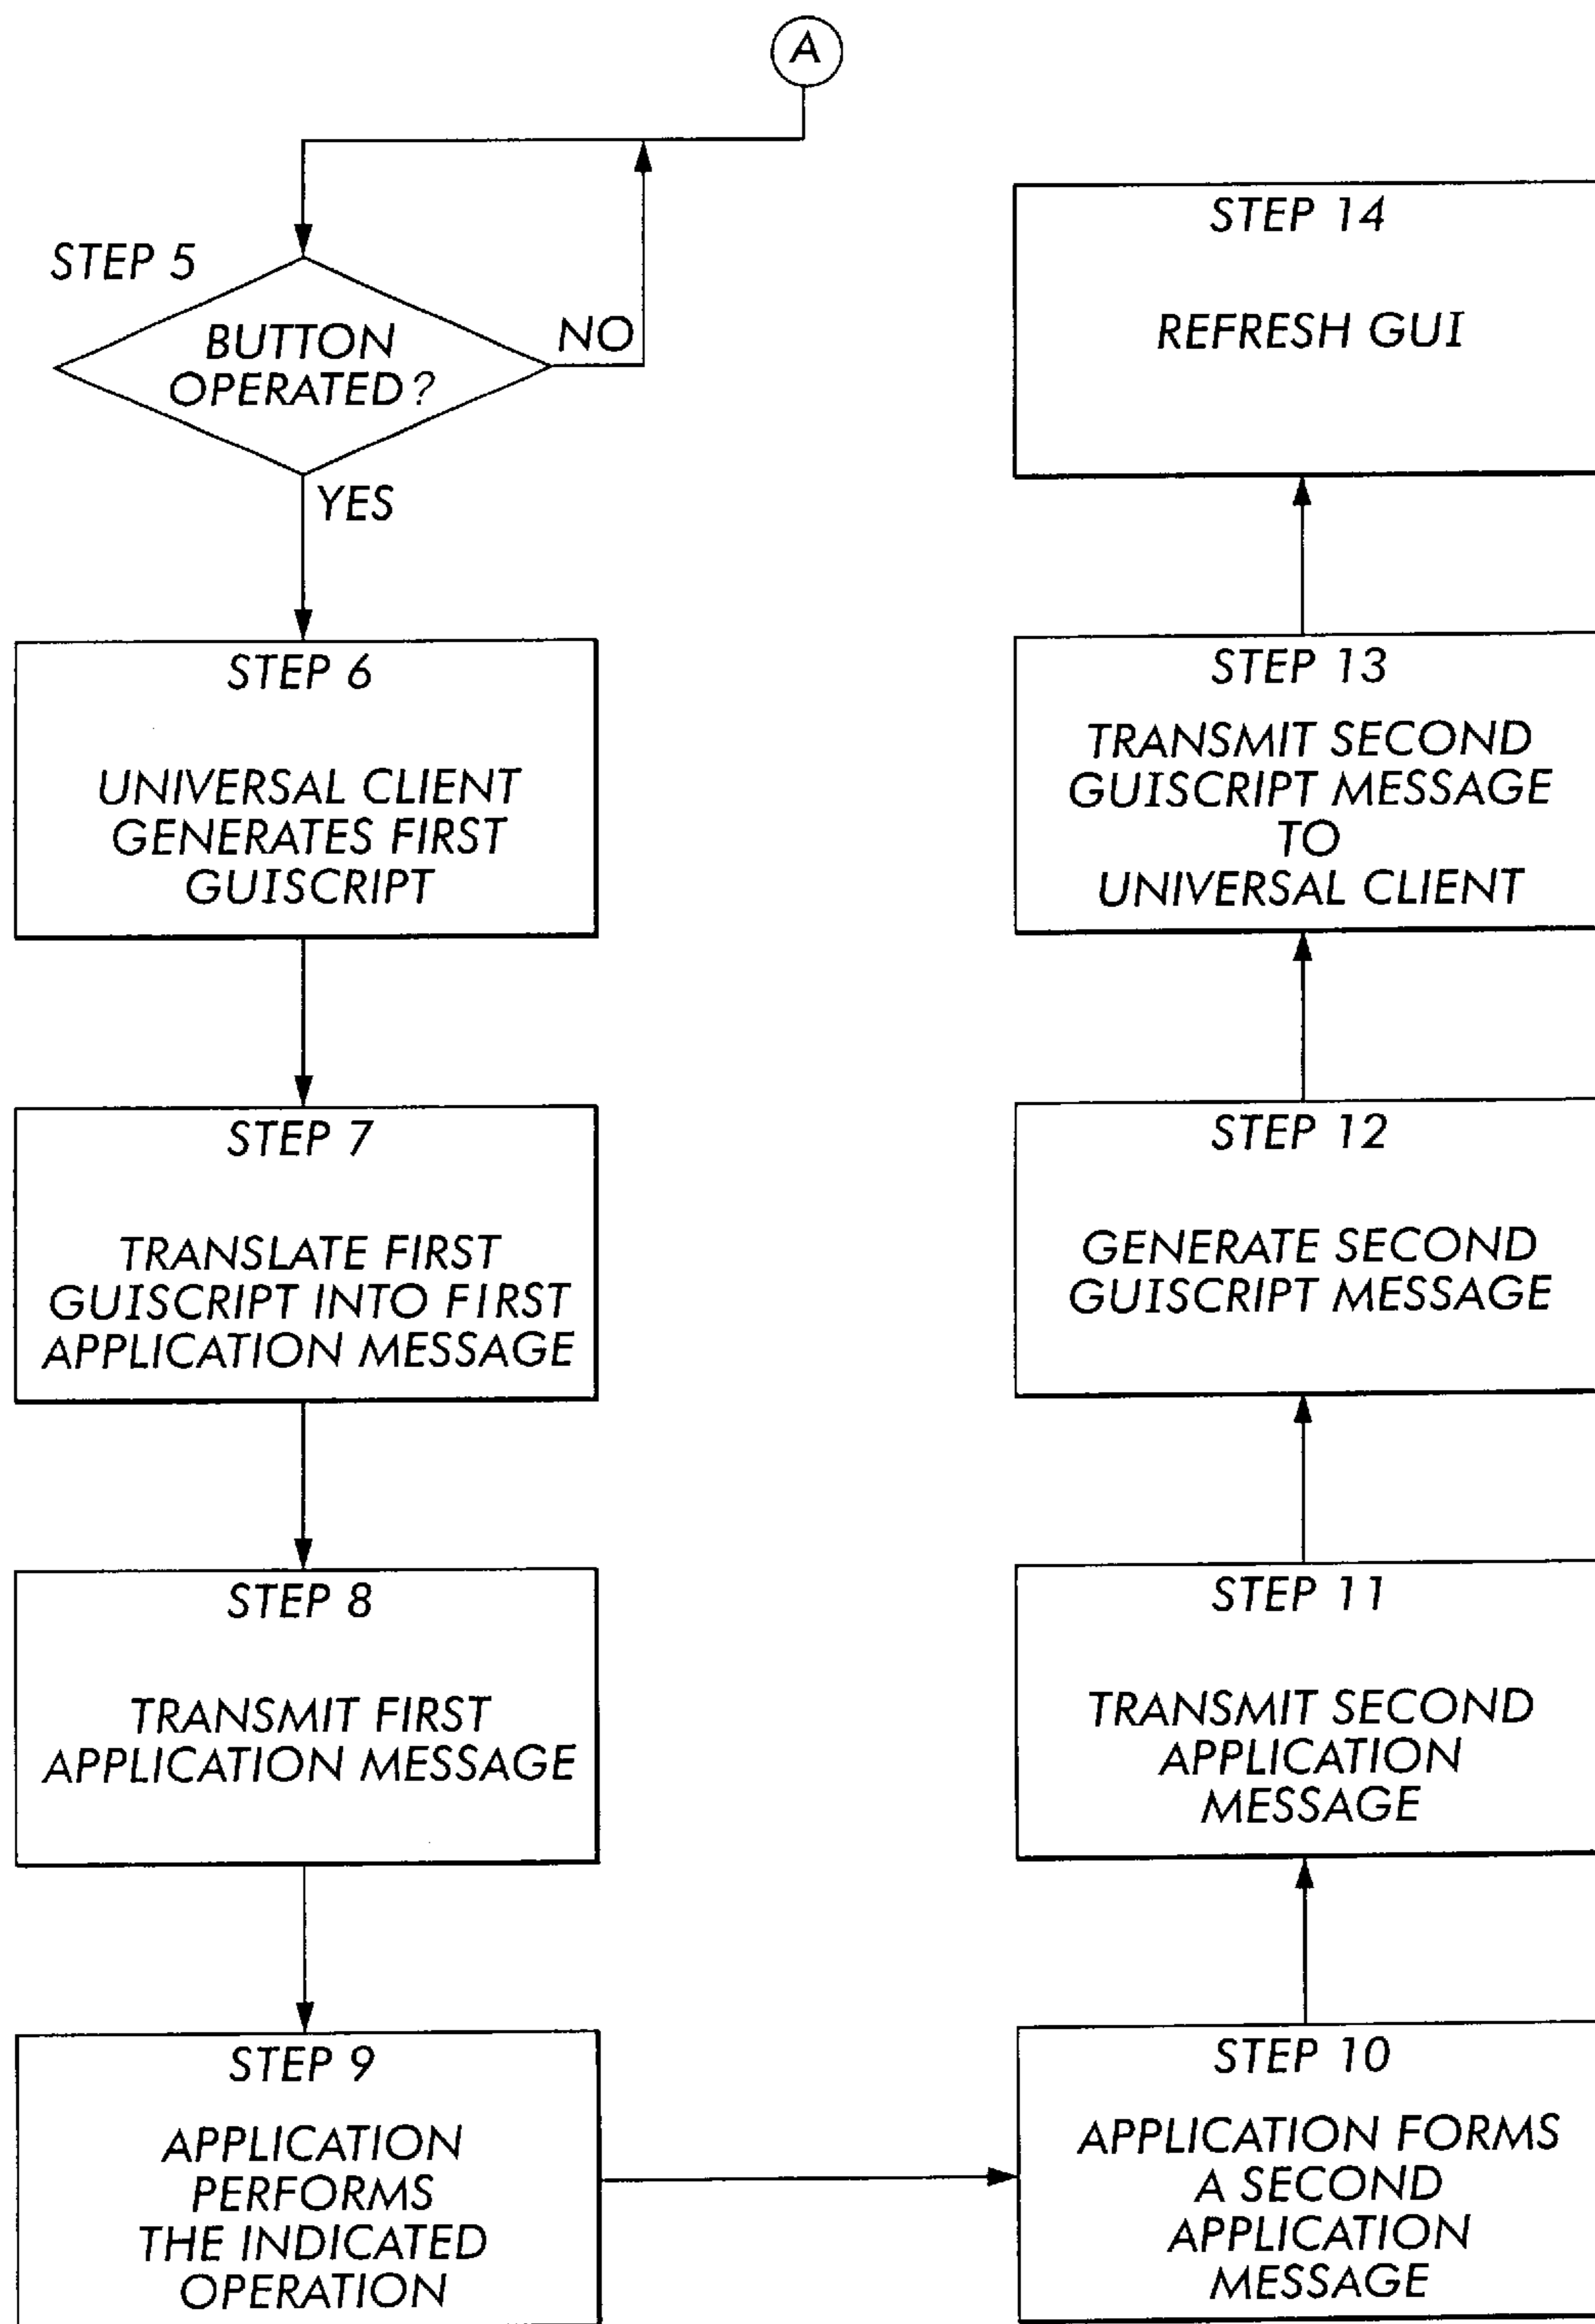 A
STEP 5
BUTTON
OPERATED?
NO
YES
STEP 6
UNIVERSAL CLIENT
GENERATES FIRST
GUISCRIPT
STEP 7
TRANSLATE FIRST
GUISCRIPT INTO FIRST
APPLICATION MESSAGE
STEP 8
TRANSMIT FIRST
APPLICATION MESSAGE
STEP 9
APPLICATION
PERFORMS
THE INDICATED
OPERATION
STEP 10
APPLICATION FORMS
A SECOND
APPLICATION
MESSAGE
STEP 11
TRANSMIT SECOND
APPLICATION
MESSAGE
STEP 12
GENERATE SECOND
GUISCRIPT MESSAGE
STEP 13
TRANSMIT SECOND
GUISCRIPT MESSAGE
TO
UNIVERSAL CLIENT
STEP 14
REFRESH GUI